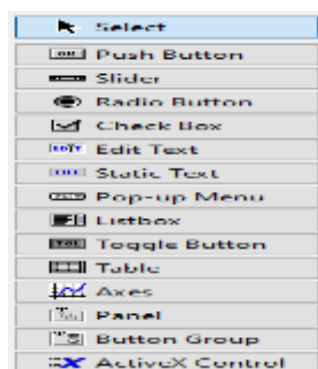 Select
OK Push Button
Slider
Radio Button
Check Box
Edit Text
Static Text
Pop-up Menu
Listbox
Toggle Button
Table
Axes
Panel
Button Group
ActiveX Control